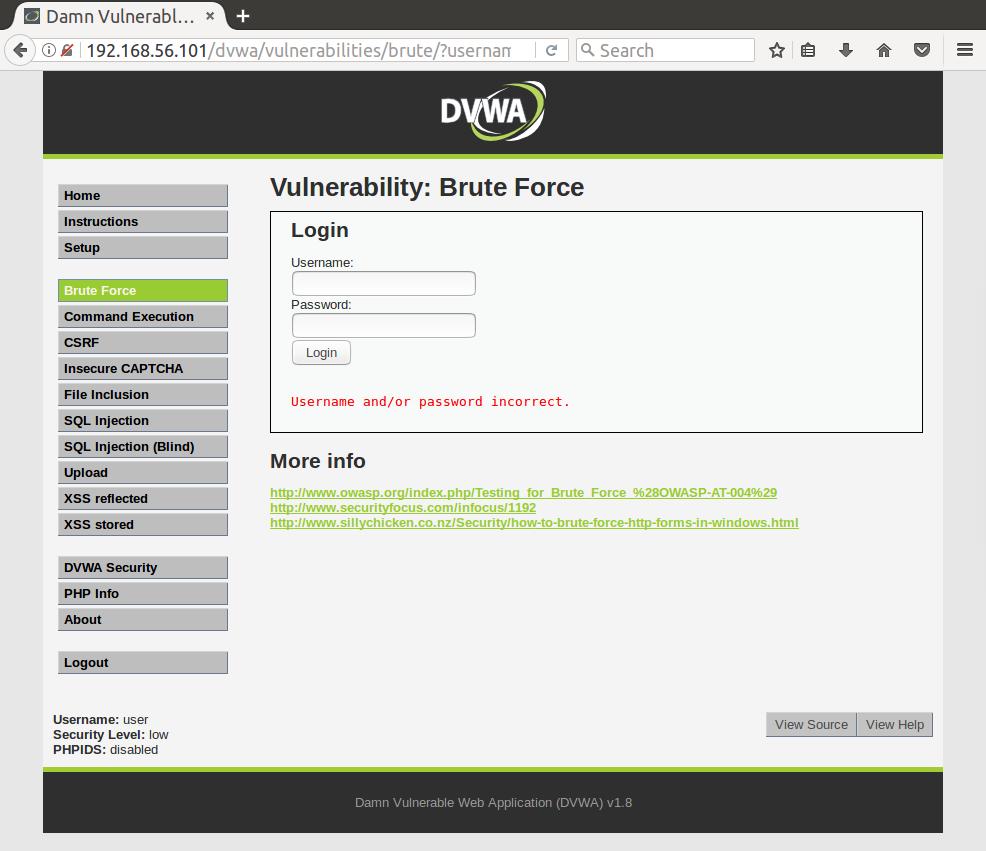 Damn Vulnerabl...
192.168.56.101/dvwa/vulnerabilities/brute/?usernam
Search
DVWA
Home
Instructions
Setup
Brute Force
Command Execution
CSRF
Insecure CAPTCHA
File Inclusion
SQL Injection
SQL Injection (Blind)
Upload
XSS reflected
XSS stored
DVWA Security
PHP Info
About
Logout
Vulnerability: Brute Force
Login
Username:
Password:
Login
Username and/or password incorrect.
More info
http://www.owasp.org/index.php/Testing_for_Brute_Force_%28OWASP-AT-004%29
http://www.securityfocus.com/infocus/1192
http://www.sillychicken.co.nz/Security/how-to-brute-force-http-forms-in-windows.html
Username: user
Security Level: low
PHPIDS: disabled
View Source View Help
Damn Vulnerable Web Application (DVWA) v1.8